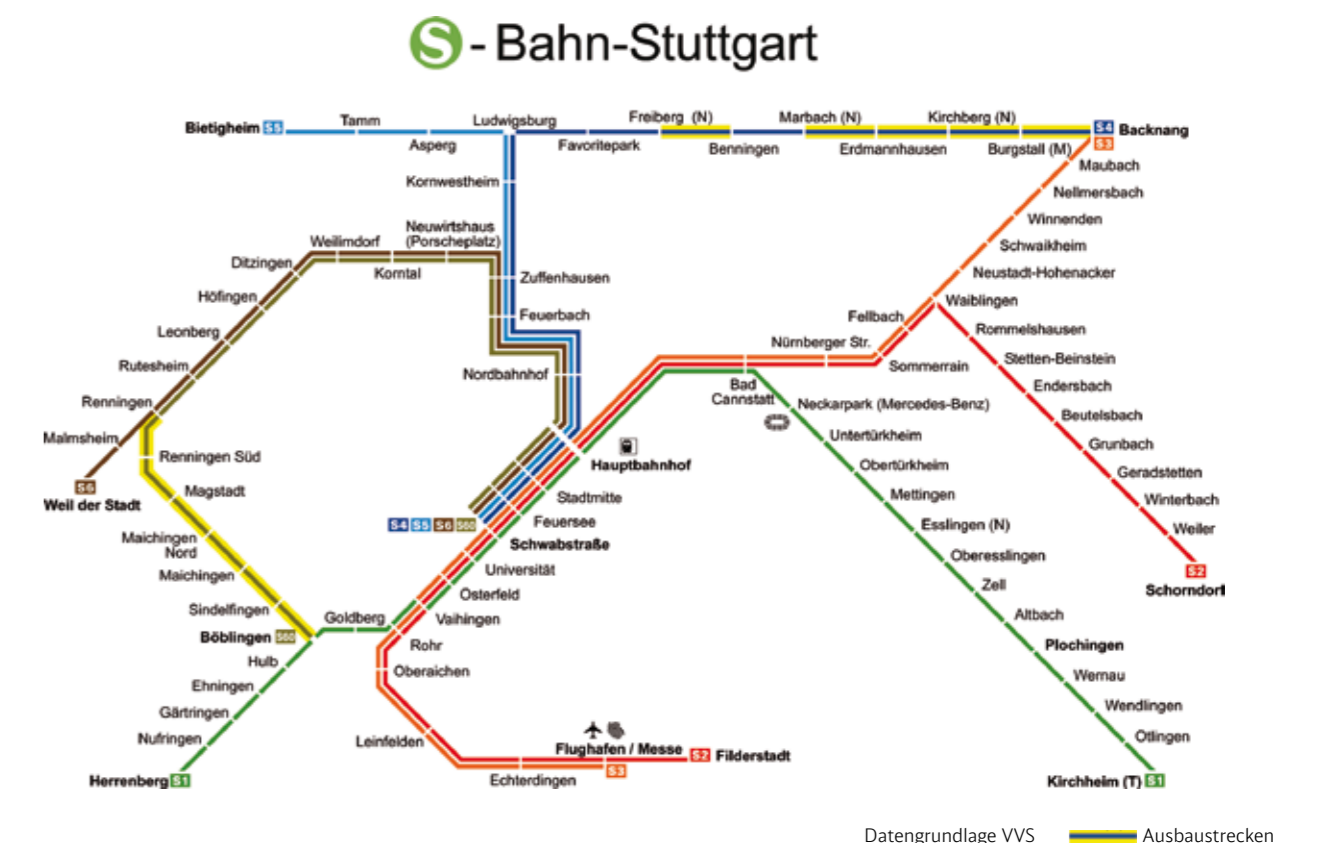 S - Bahn-Stuttgart
Bietigheim S5
Tamm
Asperg
Ludwigsburg
Favoritepark
Freiberg (N)
Benningen
Marbach (N)
Erdmannhausen
Kirchberg (N)
Burgstall (M)
S4 Backnang
S3
Maubach
Nellmersbach
Winnenden
Schwaikheim
Neustadt-Hohenacker
Waiblingen
Kornwestheim
Neuwirtshaus
(Porscheplatz)
Weilimdorf
Korntal
Ditzingen
Höfingen
Leonberg
Rutesheim
Renningen
Malmsheim
S6
Weil der Stadt
Zuffenhausen
Feuerbach
Nordbahnhof
Fellbach
Nürnberger Str.
Sommerrain
Bad
Cannstatt
Rommelshausen
Stetten-Beinstein
Endersbach
Beutelsbach
Grunbach
Geradstetten
Winterbach
Weiler
S2
Schorndorf
Neckarpark (Mercedes-Benz)
Untertürkheim
Obertürkheim
Mettingen
Esslingen (N)
Oberesslingen
Zell
Altbach
Plochingen
Wernau
Wendlingen
Ötlingen
Kirchheim (T) S1
Hauptbahnhof
Stadtmitte
Feuersee
S4 S5 S6 S60
Schwabstraße
Universität
Österfeld
Vaihingen
Rohr
Oberaichen
Leinfelden
Echterdingen
Flughafen / Messe
S3
S2 Filderstadt
Renningen Süd
Magstadt
Maichingen
Nord
Maichingen
Sindelfingen
Böblingen S60
Goldberg
Hulb
Ehningen
Gärtringen
Nufringen
Herrenberg S1
Datengrundlage VVS
Ausbaustrecken